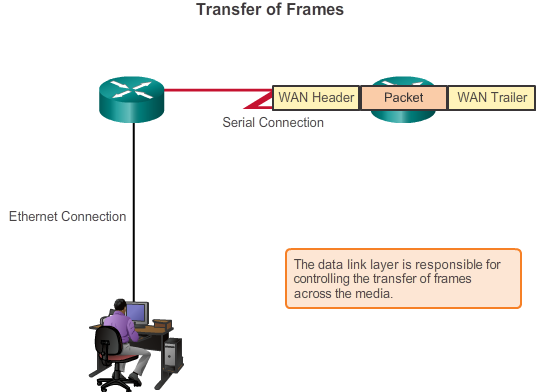 Transfer of Frames
WAN Header Packet WAN Trailer
Serial Connection
Ethernet Connection
The data link layer is responsible for
controlling the transfer of frames
across the media.